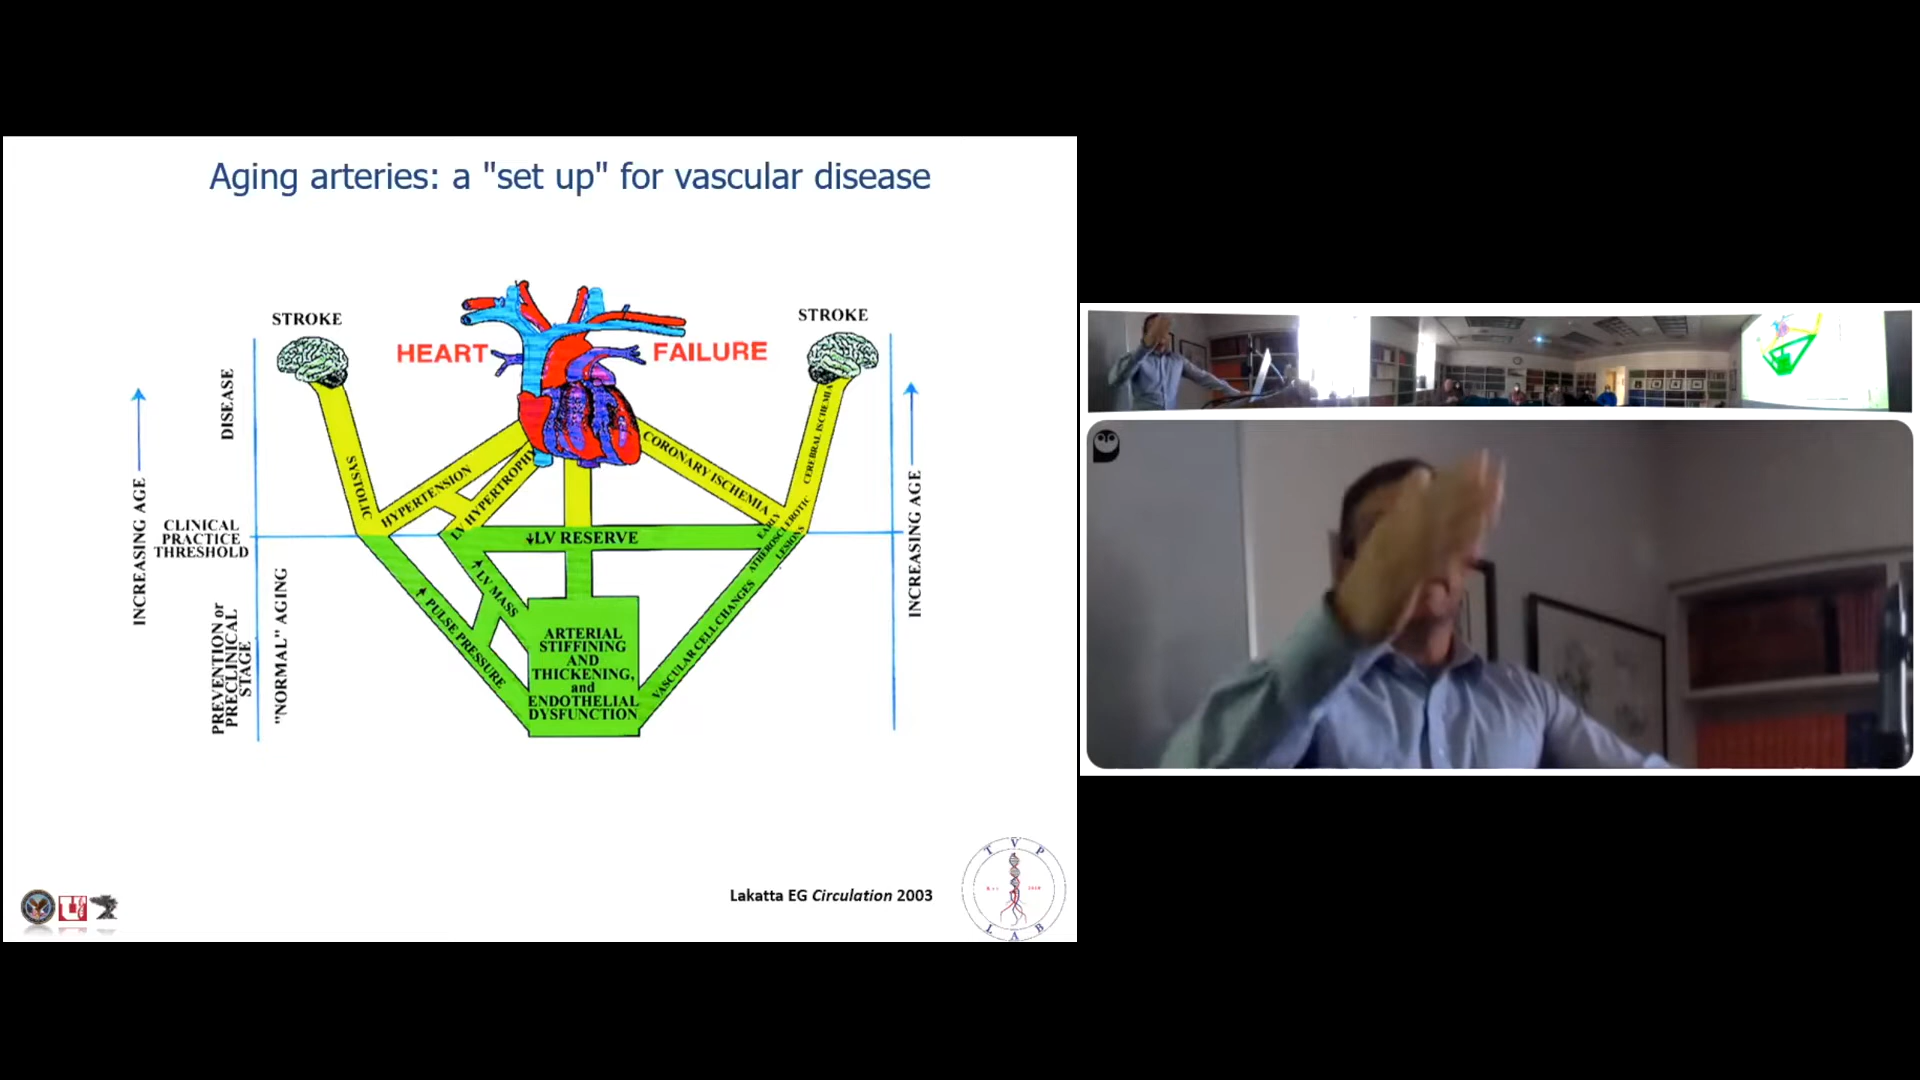 Aging arteries: a "set up" for vascular disease
STROKE
STROKE
HEART
FAILURE
INCREASING AGE
DISEASE
CLINICAL
PRACTICE
THRESHOLD
PREVENTION or
PRECLINICAL
STAGE
"NORMAL" AGING
SYSTOLIC
HYPERTENSION
LV HYPERTROPHY
CORONARY ISCHEMIA
CEREBRAL ISCHEMIA
EARLY
ATHEROSCLEROTIC
LESIONS
↓LV RESERVE
↑ LV MASS
↑ PULSE PRESSURE
VASCULAR CELL CHANGES
ARTERIAL
STIFFINING
AND
THICKENING,
and
ENDOTHELIAL
DYSFUNCTION
INCREASING AGE
Lakatta EG Circulation 2003
T V P
L A B
U